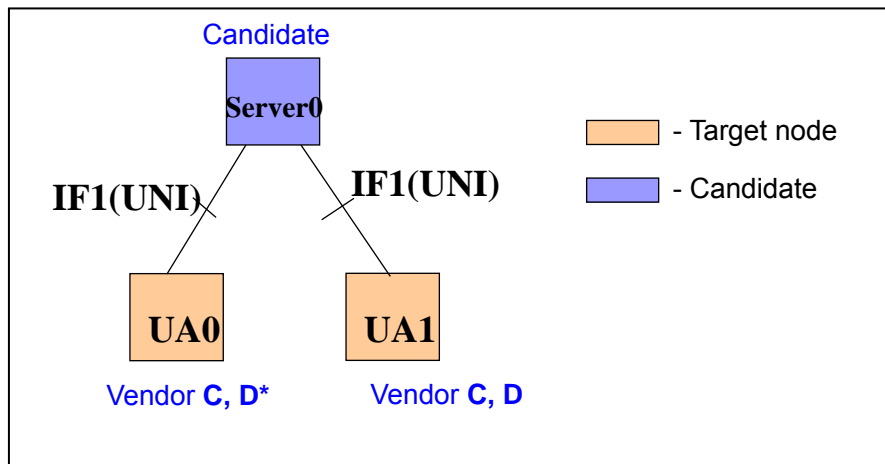 Candidate
Server0
- Target node
- Candidate
IF1(UNI)
IF1(UNI)
UA0
UA1
Vendor C, D*
Vendor C, D